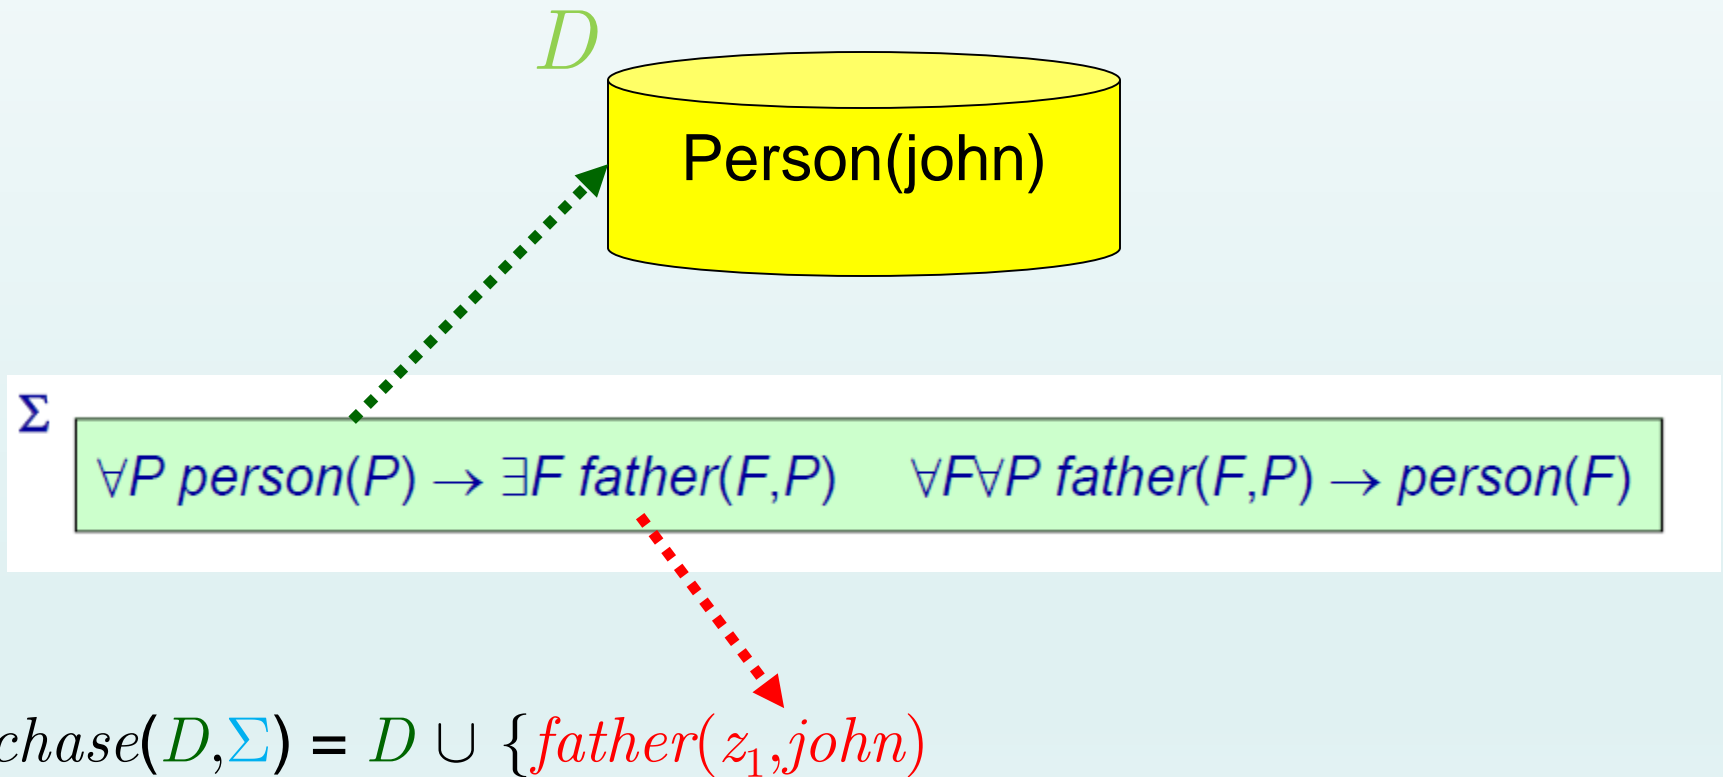 D
Person(john)
Σ
∀P person(P) → ∃F father(F,P) ∀F∀P father(F,P) → person(F)
chase(D,Σ) = D ∪ {father(z₁,john)